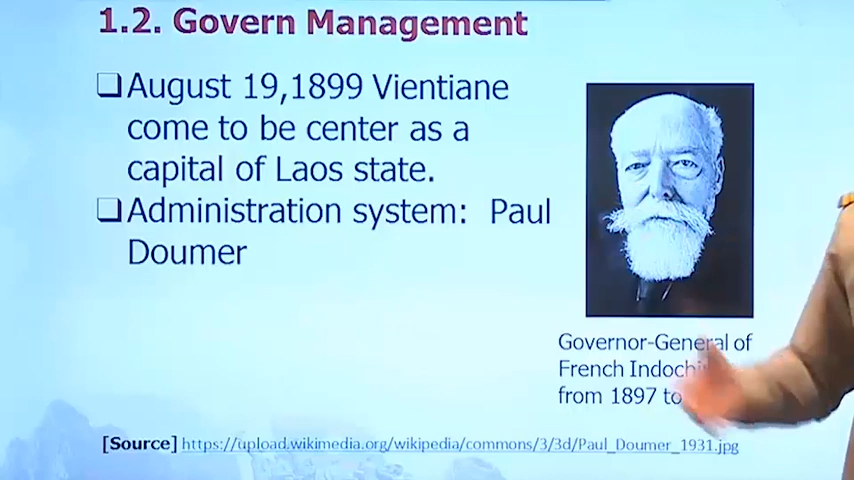 1.2. Govern Management
❑August 19,1899 Vientiane
come to be center as a
capital of Laos state.
❑Administration system: Paul
Doumer
Governor-General of
French
from 1897 to
[Source] https://upload.wikimedia.org/wikipedia/commons/3/3d/Paul_Doumer_1931.jpg